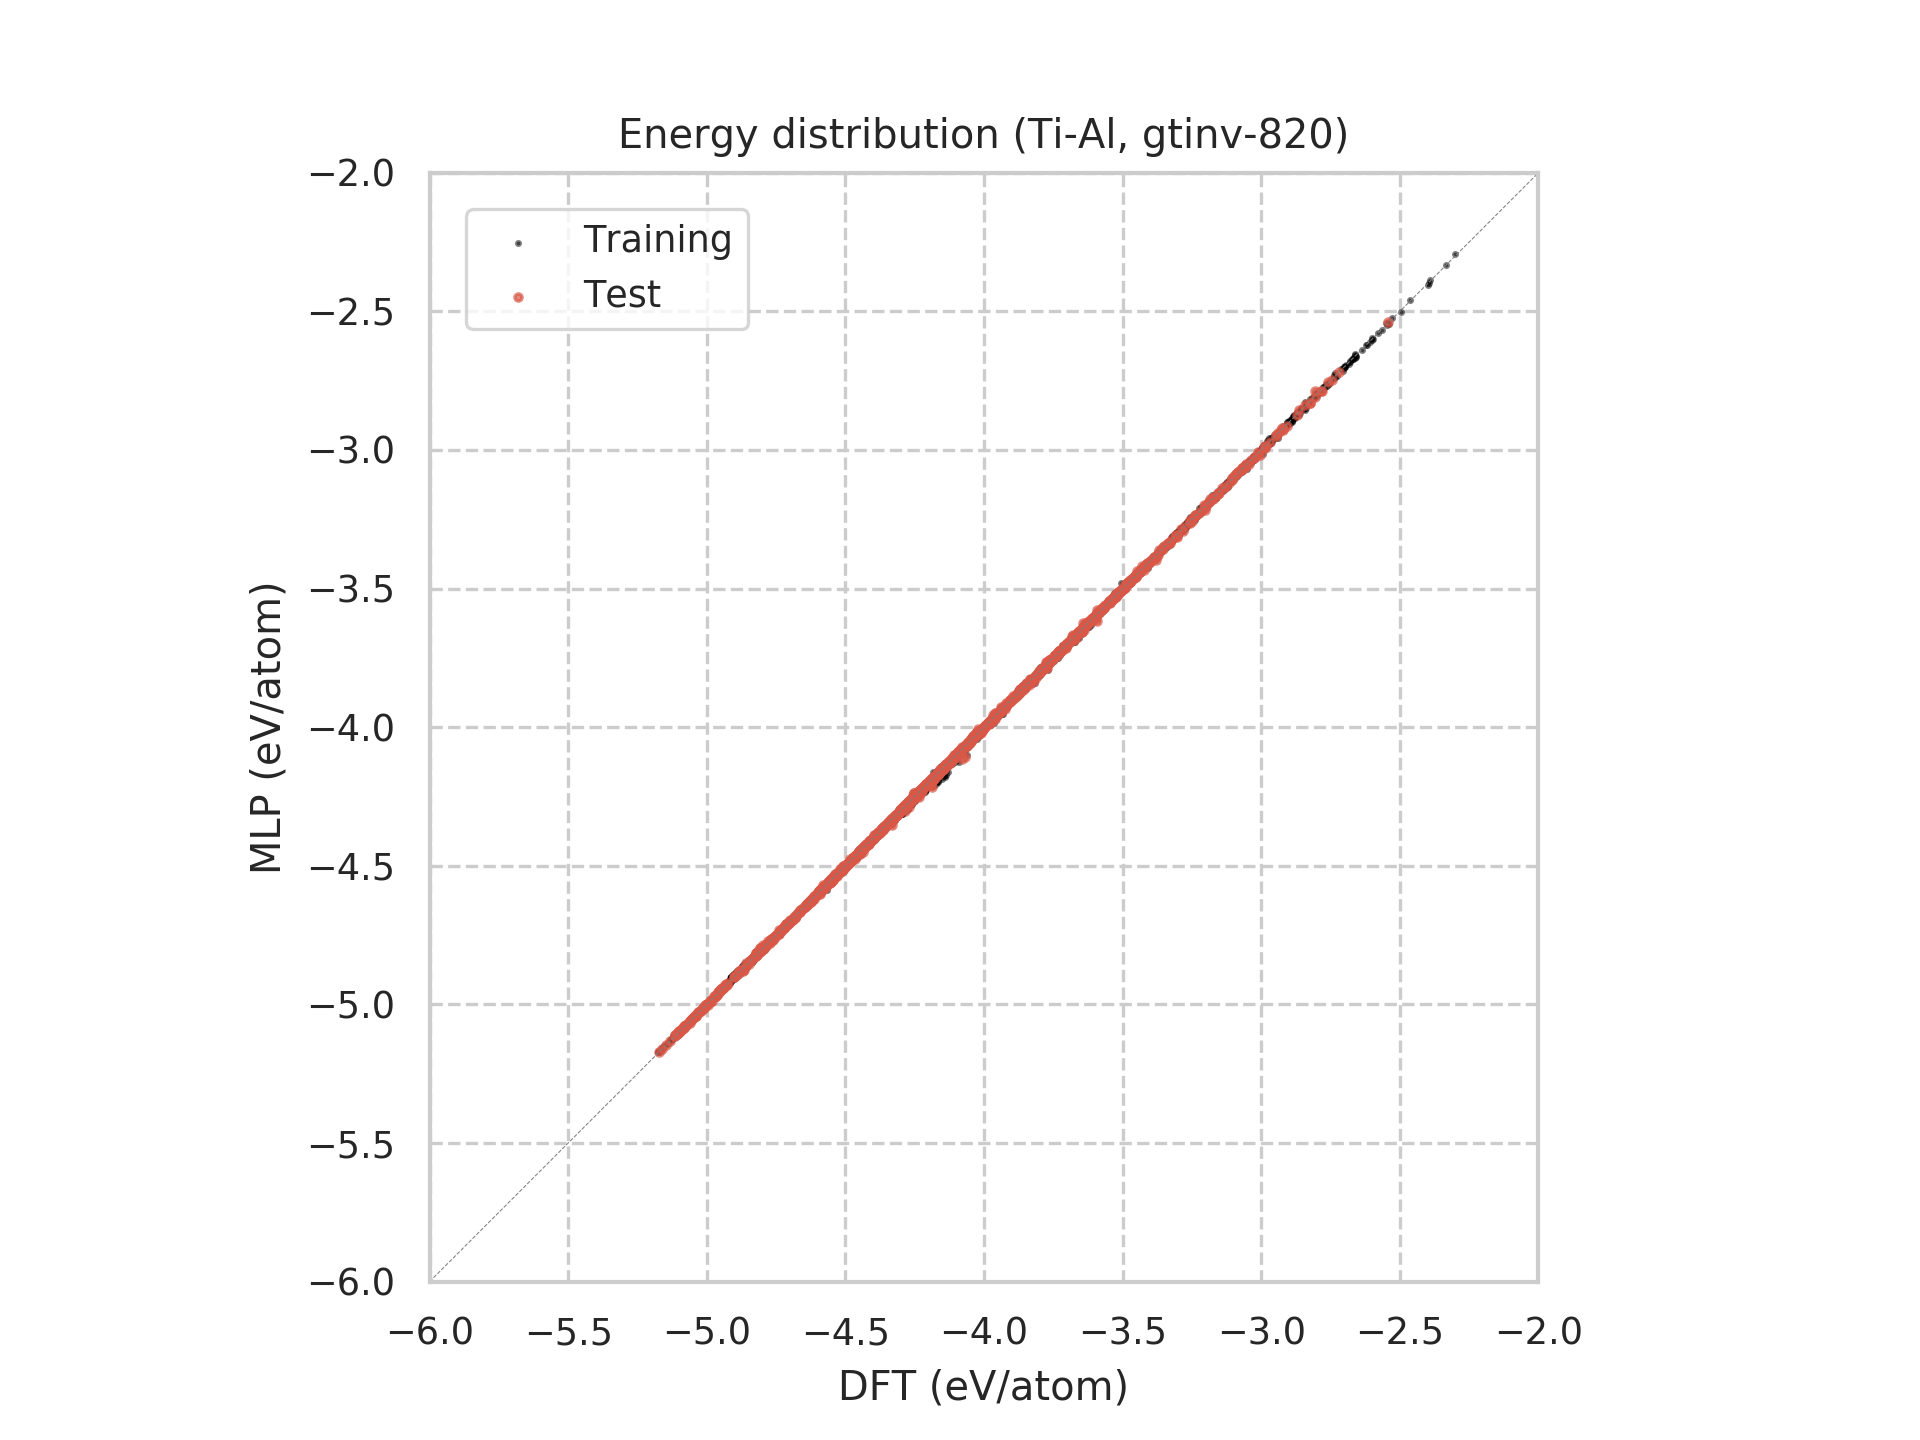 Energy distribution (Ti-Al, gtinv-820)
Training
Test
MLP (eV/atom)
−2.0
−2.5
−3.0
−3.5
−4.0
−4.5
−5.0
−5.5
−6.0
−6.0 −5.5 −5.0 −4.5 −4.0 −3.5 −3.0 −2.5 −2.0
DFT (eV/atom)